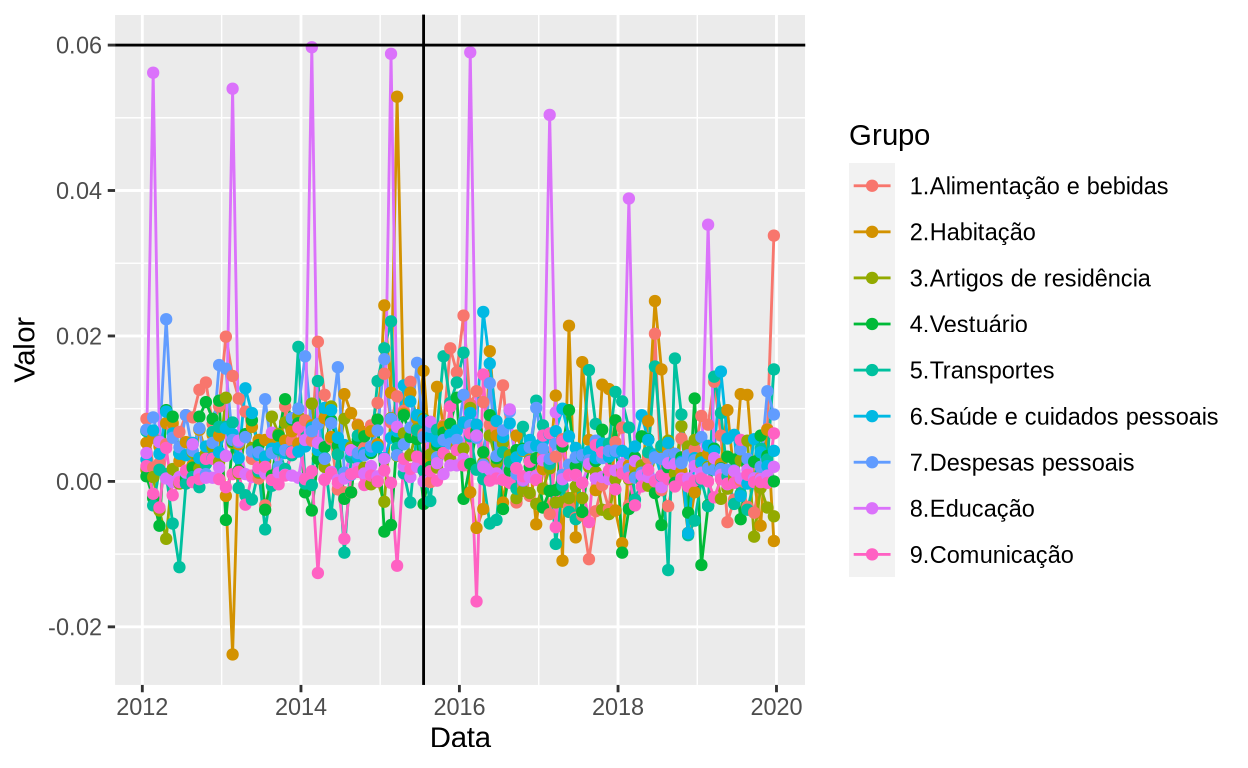 0.06
0.04
0.02
0.00
-0.02
Valor
2012 2014 2016 2018 2020
Data
Grupo
1.Alimentação e bebidas
2.Habitação
3.Artigos de residência
4.Vestuário
5.Transportes
6.Saúde e cuidados pessoais
7.Despesas pessoais
8.Educação
9.Comunicação